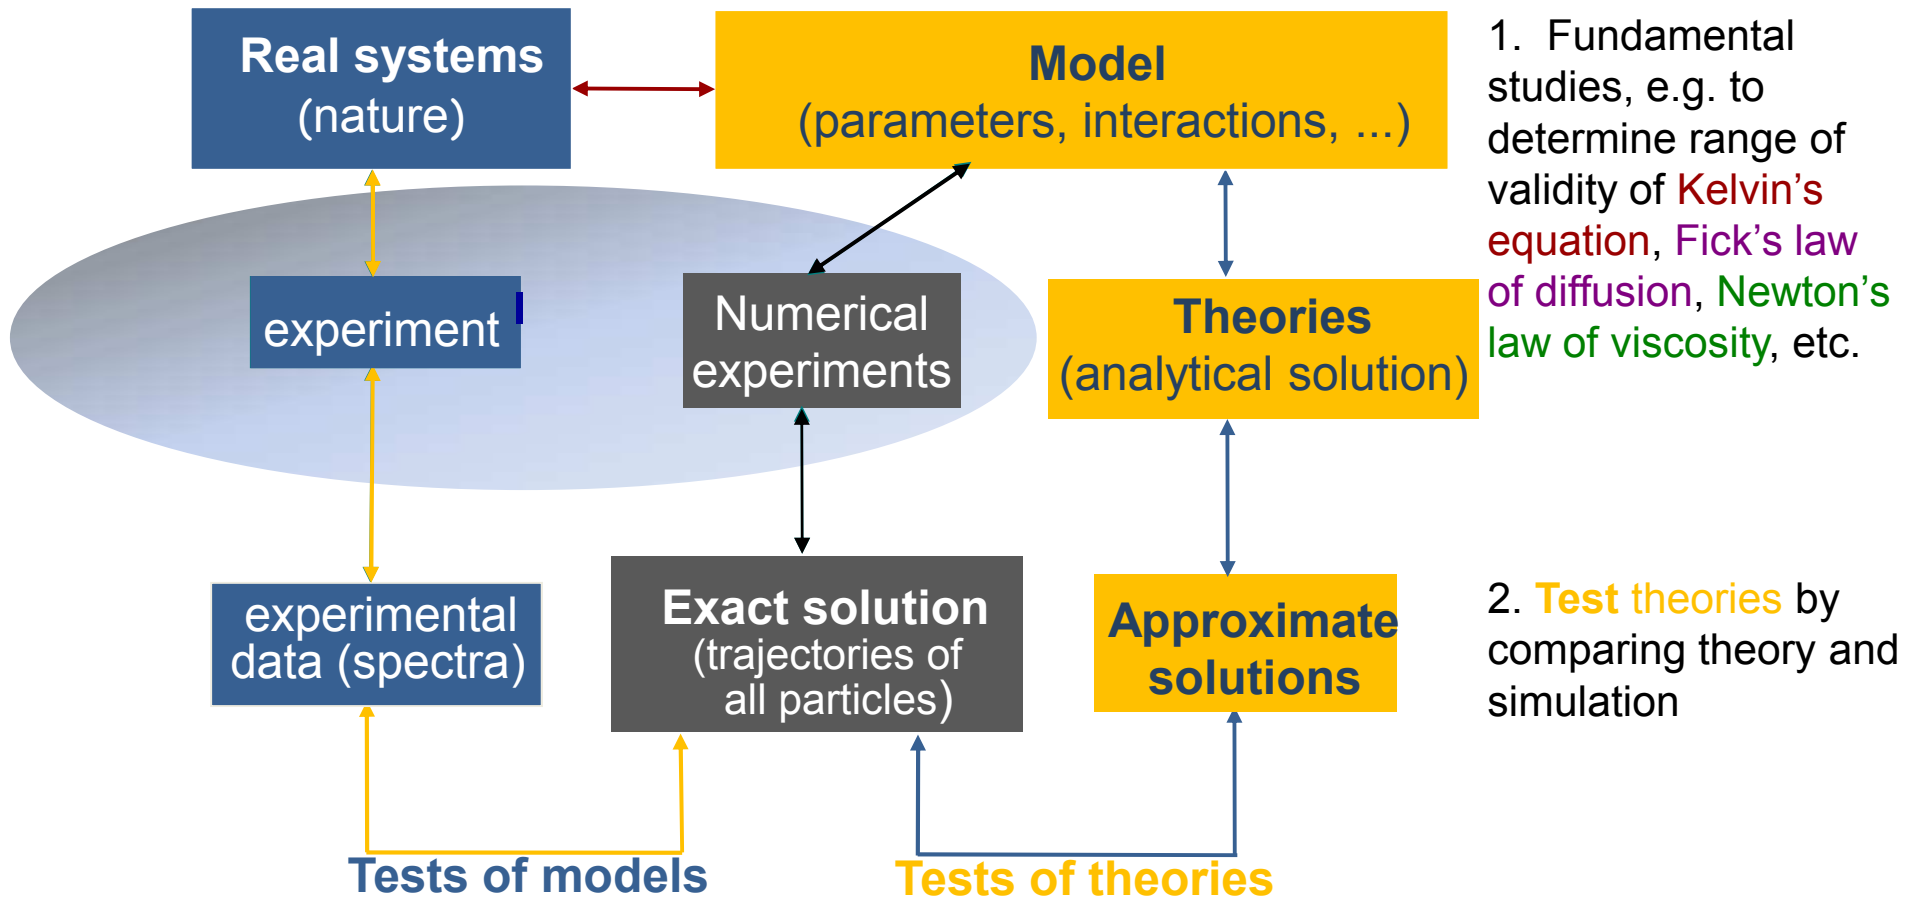 Real systems
(nature)
Model
(parameters, interactions, ...)
1. Fundamental
studies, e.g. to
determine range of
validity of Kelvin’s
equation, Fick’s law
of diffusion, Newton’s
law of viscosity, etc.
experiment
Numerical
experiments
Theories
(analytical solution)
experimental
data (spectra)
Exact solution
(trajectories of
all particles)
Approximate
solutions
2. Test theories by
comparing theory and
simulation
Tests of models
Tests of theories